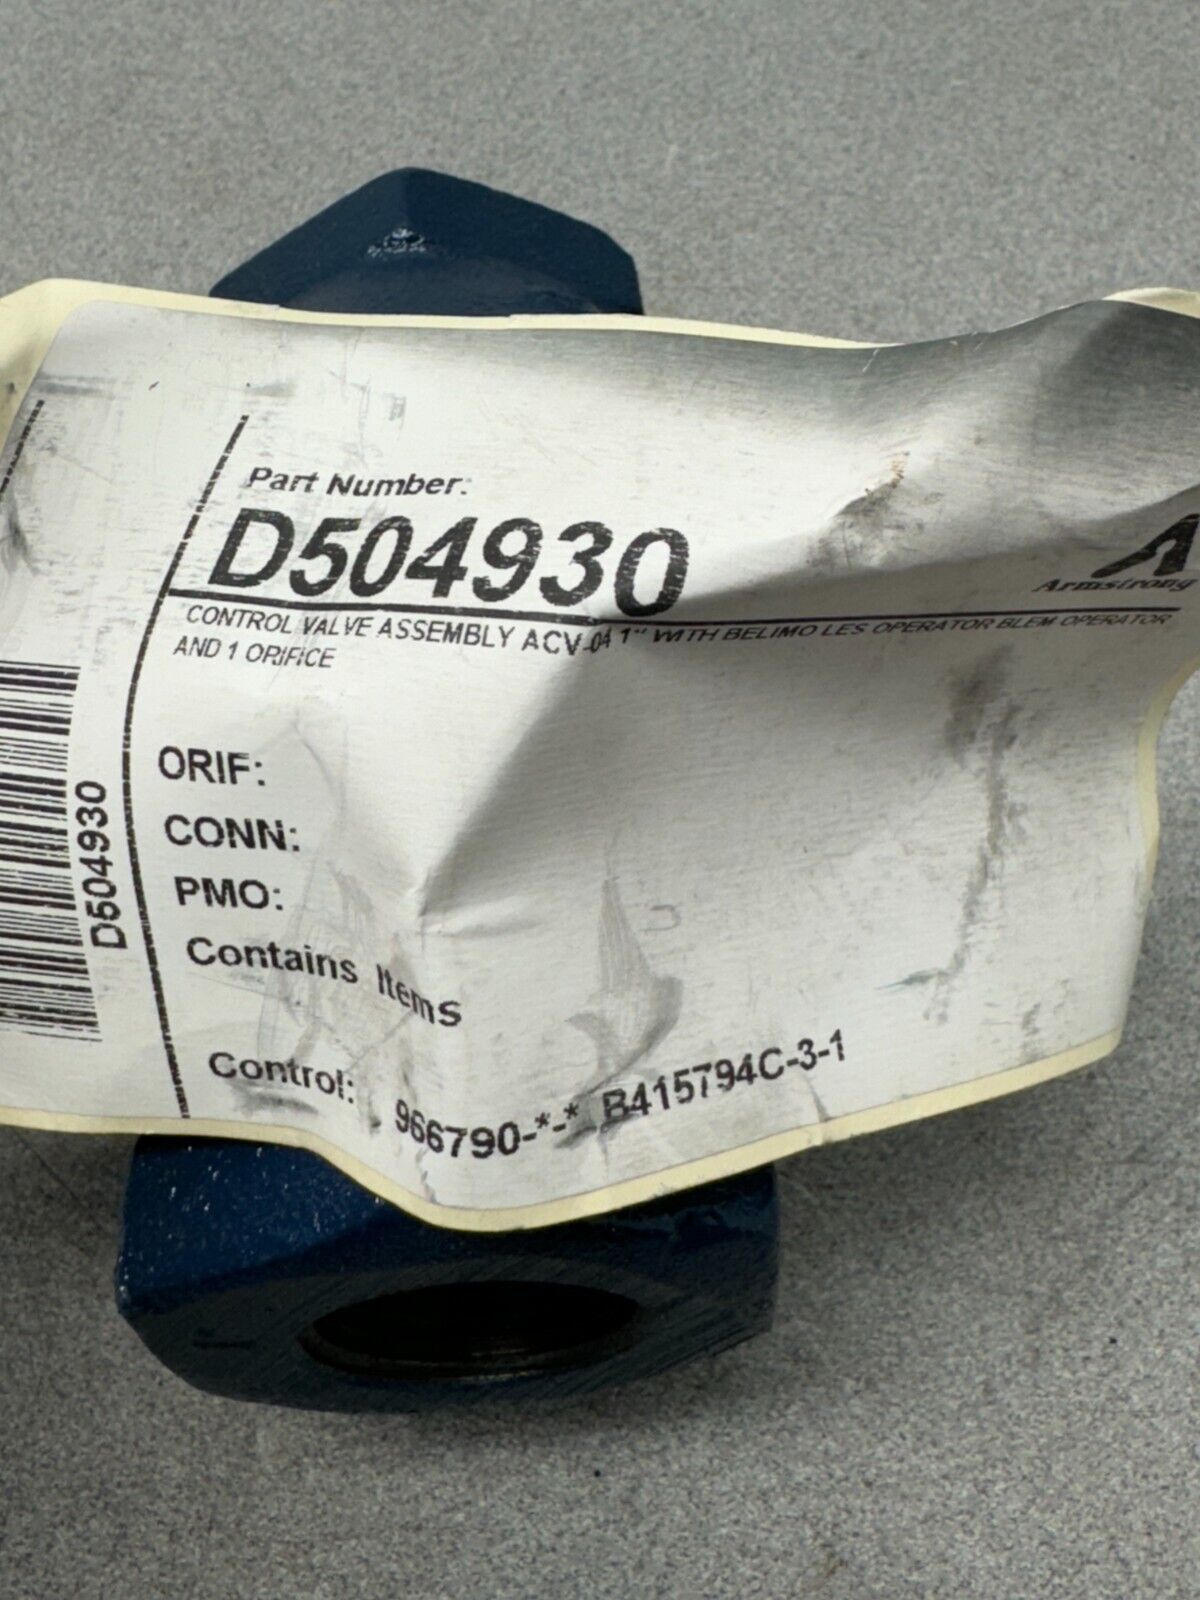 Part Number:
D504930
Armstrong
CONTROL VALVE ASSEMBLY ACV-04 1" WITH BELIMO LES OPERATOR BLEM OPERATOR
AND 1 ORIFICE
ORIF:
CONN:
PMO:
Contains Items
Control: 966790-*-* B415794C-3-1
D504930